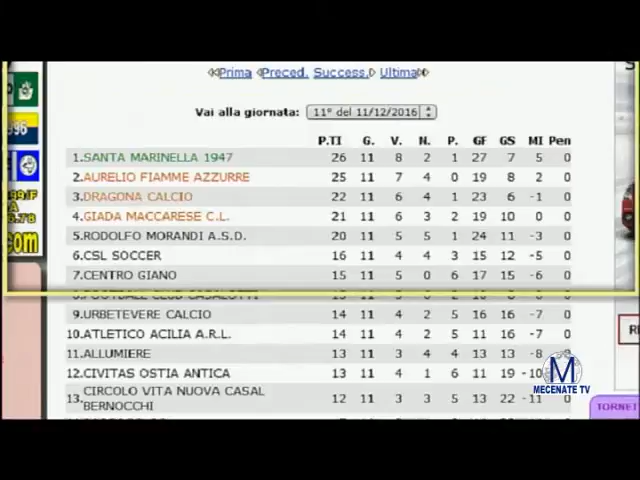 Prima Preced. Success. Ultima
Vai alla giornata: 11° del 11/12/2016
P.TI G. V. N. P. GF GS MI Pen
1. SANTA MARINELLA 1947 26 11 8 2 1 27 7 5 0
2. AURELIO FIAMME AZZURRE 25 11 7 4 0 19 8 2 0
3. DRAGONA CALCIO 22 11 6 4 1 23 6 -1 0
4. GIADA MACCARESE C.L. 21 11 6 3 2 19 10 0 0
5. RODOLFO MORANDI A.S.D. 20 11 5 5 1 24 11 -3 0
6. CSL SOCCER 16 11 4 4 3 15 12 -5 0
7. CENTRO GIANO 15 11 5 0 6 17 15 -6 0
FOOTBALL CLUB CASALOTTI
9. URBETEVERE CALCIO 14 11 4 2 5 16 16 -7 0
10. ATLETICO ACILIA A.R.L. 14 11 4 2 5 11 16 -7 0
11. ALLUMIERE 13 11 3 4 4 13 13 -8
12. CIVITAS OSTIA ANTICA 13 11 4 1 6 11 19 -10 0
13. CIRCOLO VITA NUOVA CASAL BERNOCCHI 12 11 3 3 5 13 22 -11 0
M
MECENATE TV
TORNEI
.com